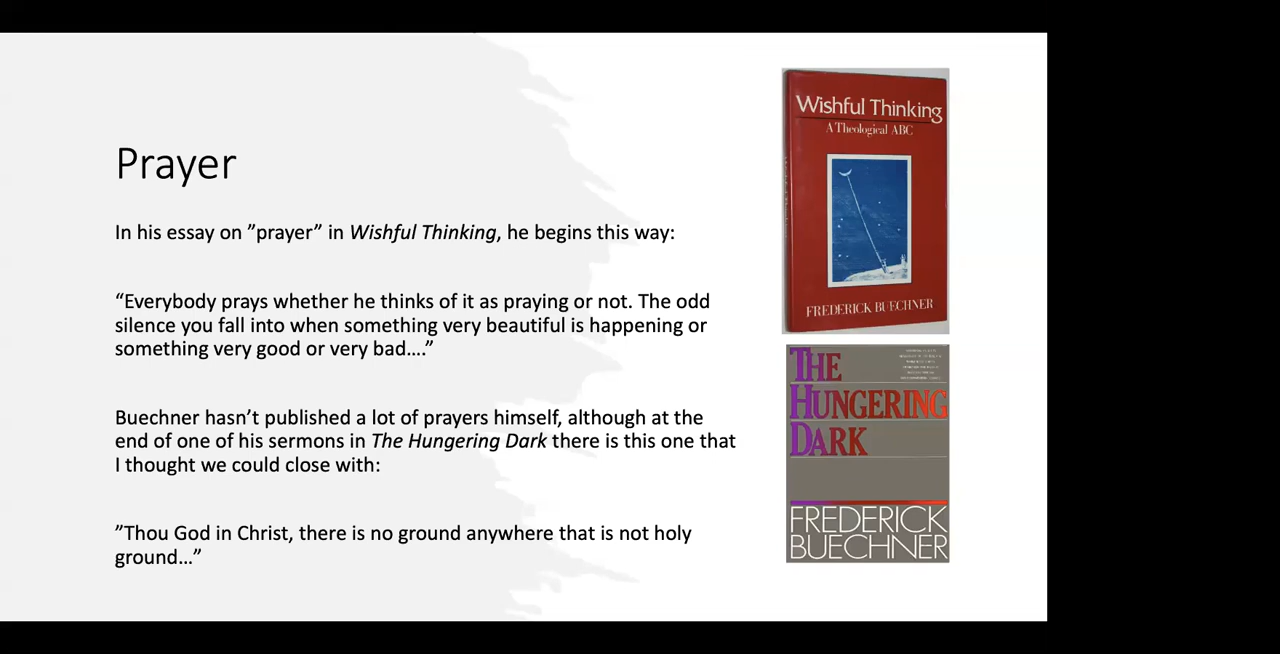 Prayer
In his essay on ”prayer” in Wishful Thinking, he begins this way:
“Everybody prays whether he thinks of it as praying or not. The odd
silence you fall into when something very beautiful is happening or
something very good or very bad….”
Buechner hasn’t published a lot of prayers himself, although at the
end of one of his sermons in The Hungering Dark there is this one that
I thought we could close with:
”Thou God in Christ, there is no ground anywhere that is not holy
ground…”
Wishful Thinking
A Theological ABC
FREDERICK BUECHNER
THE
HUNGERING
DARK
FREDERICK
BUECHNER